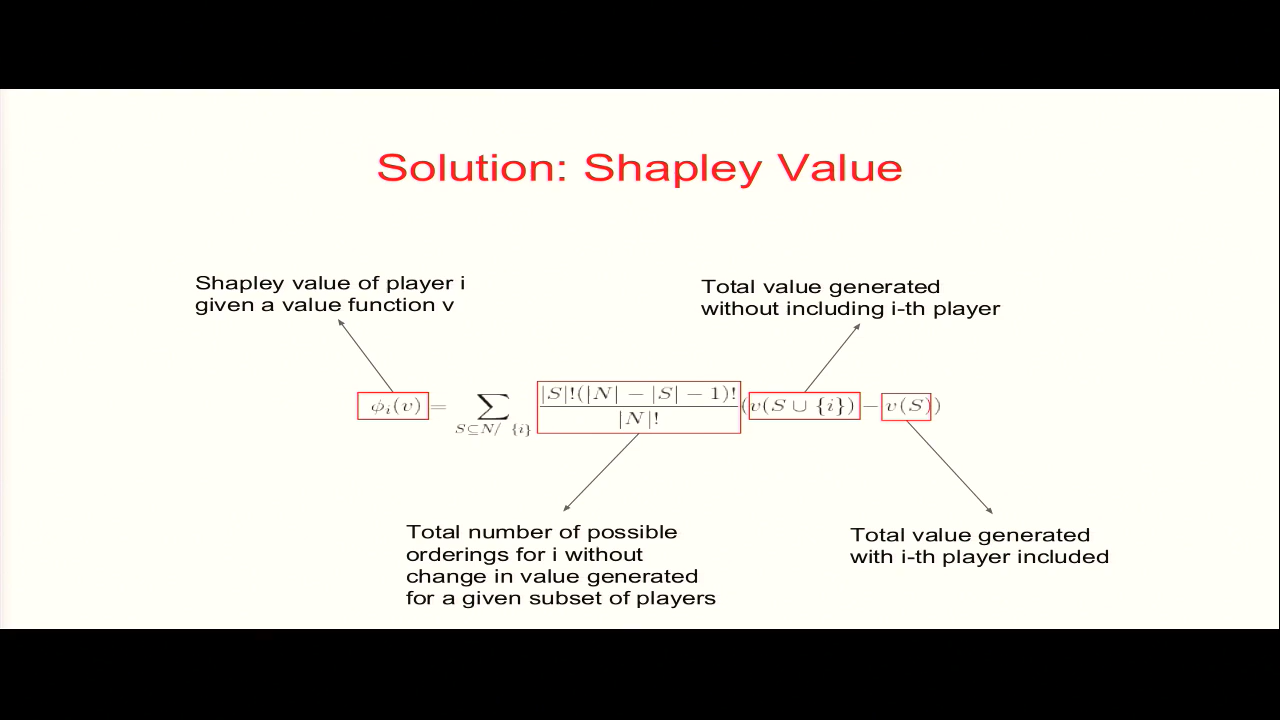 Solution: Shapley Value
Shapley value of player i
given a value function v
Total value generated
without including i-th player
ϕᵢ(v) = ∑_{S⊆N/ {i}} |S|!(|N| − |S| − 1)! / |N|! (v(S ∪ {i}) − v(S))
Total number of possible
orderings for i without
change in value generated
for a given subset of players
Total value generated
with i-th player included